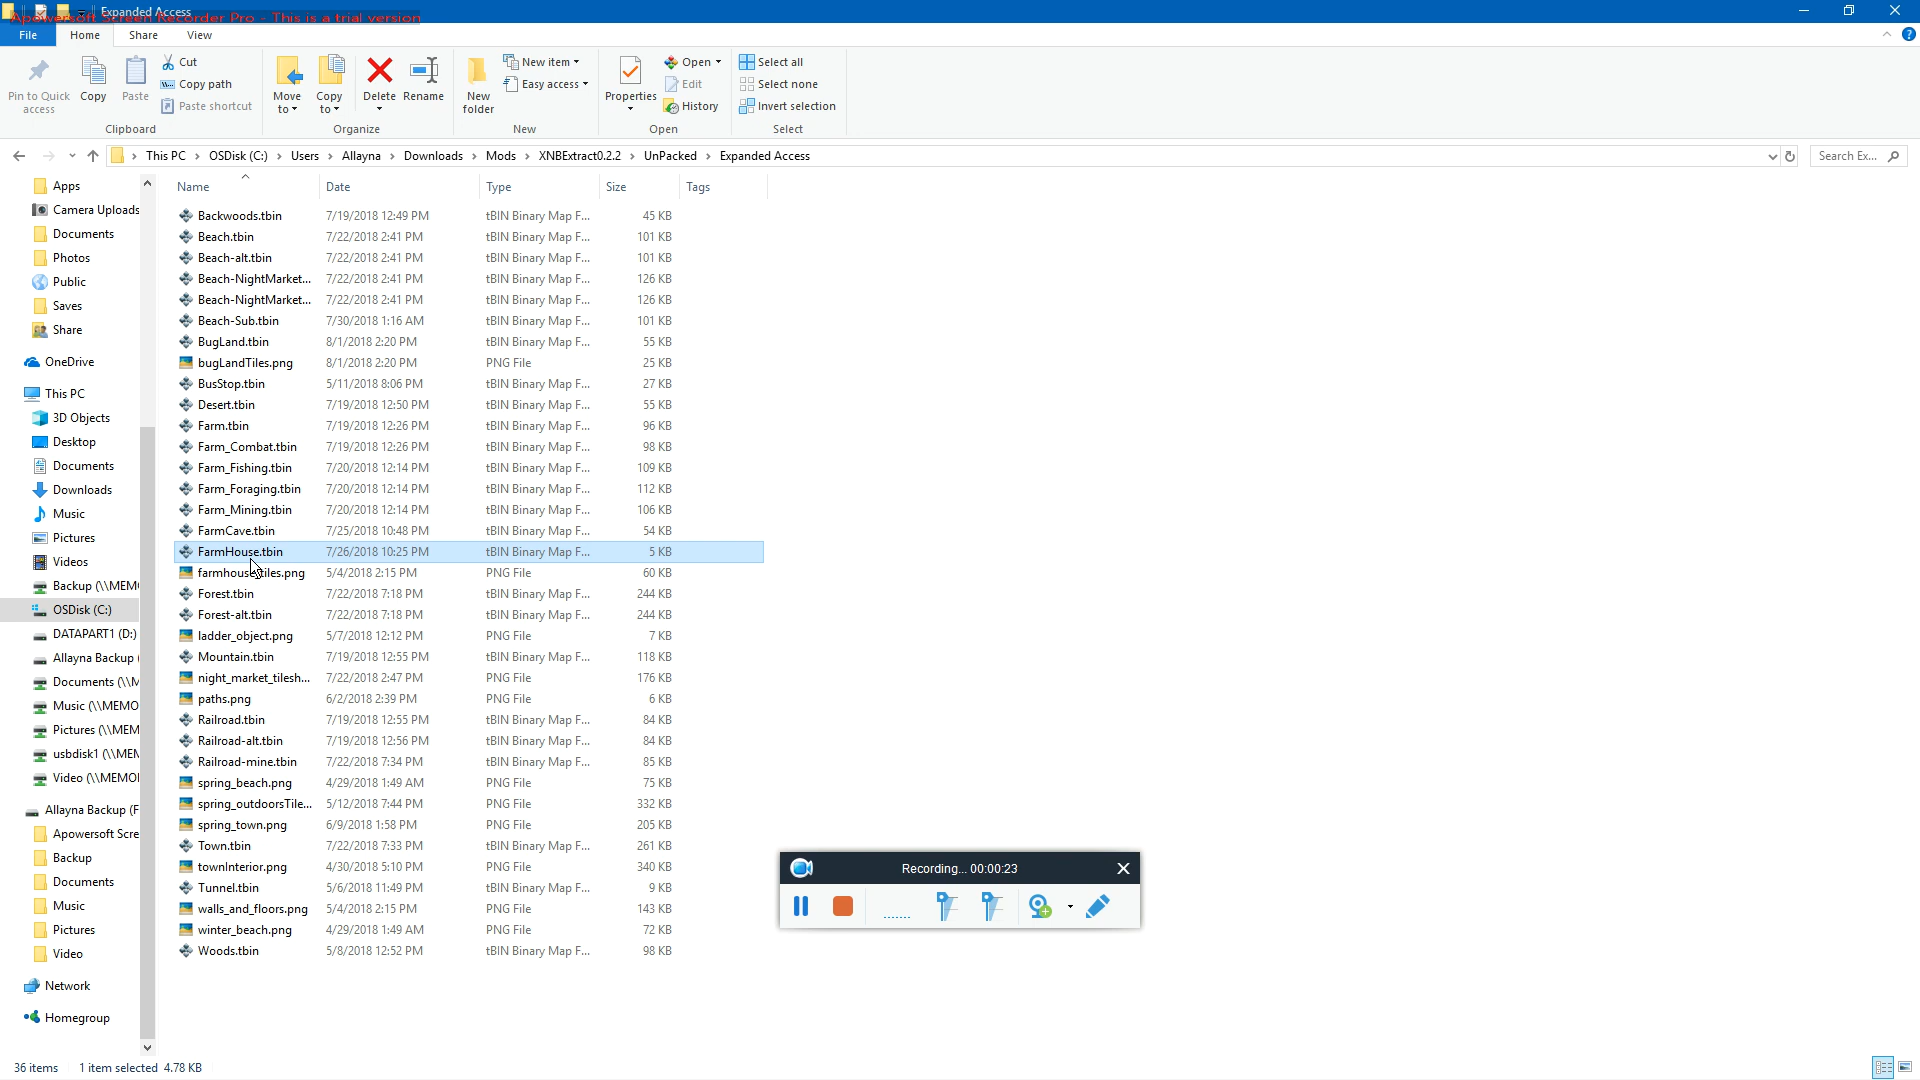 Expanded Access
Apowersoft Screen Recorder Pro - This is a trial version
File Home Share View
Pin to Quick access
Copy
Paste
Cut
Copy path
Paste shortcut
Clipboard
Move to
Copy to
Delete
Rename
Organize
New folder
New item
Easy access
New
Properties
Open
Edit
History
Open
Select all
Select none
Invert selection
Select
This PC > OSDisk (C:) > Users > Allayna > Downloads > Mods > XNBExtract0.2.2 > UnPacked > Expanded Access
Search Ex...
Apps
Camera Uploads
Documents
Photos
Public
Saves
Share
OneDrive
This PC
3D Objects
Desktop
Documents
Downloads
Music
Pictures
Videos
Backup (\\MEM
OSDisk (C:)
DATAPART1 (D:)
Allayna Backup (
Documents (\\M
Music (\\MEMO
Pictures (\\MEM
usbdisk1 (\\MEM
Video (\\MEMO
Allayna Backup (F
Apowersoft Scre
Backup
Documents
Music
Pictures
Video
Network
Homegroup
Name Date Type Size Tags
Backwoods.tbin 7/19/2018 12:49 PM tBIN Binary Map F... 45 KB
Beach.tbin 7/22/2018 2:41 PM tBIN Binary Map F... 101 KB
Beach-alt.tbin 7/22/2018 2:41 PM tBIN Binary Map F... 101 KB
Beach-NightMarket... 7/22/2018 2:41 PM tBIN Binary Map F... 126 KB
Beach-NightMarket... 7/22/2018 2:41 PM tBIN Binary Map F... 126 KB
Beach-Sub.tbin 7/30/2018 1:16 AM tBIN Binary Map F... 101 KB
BugLand.tbin 8/1/2018 2:20 PM tBIN Binary Map F... 55 KB
bugLandTiles.png 8/1/2018 2:20 PM PNG File 25 KB
BusStop.tbin 5/11/2018 8:06 PM tBIN Binary Map F... 27 KB
Desert.tbin 7/19/2018 12:50 PM tBIN Binary Map F... 55 KB
Farm.tbin 7/19/2018 12:26 PM tBIN Binary Map F... 96 KB
Farm_Combat.tbin 7/19/2018 12:26 PM tBIN Binary Map F... 98 KB
Farm_Fishing.tbin 7/20/2018 12:14 PM tBIN Binary Map F... 109 KB
Farm_Foraging.tbin 7/20/2018 12:14 PM tBIN Binary Map F... 112 KB
Farm_Mining.tbin 7/20/2018 12:14 PM tBIN Binary Map F... 106 KB
FarmCave.tbin 7/25/2018 10:48 PM tBIN Binary Map F... 54 KB
FarmHouse.tbin 7/26/2018 10:25 PM tBIN Binary Map F... 5 KB
farmhouse_tiles.png 5/4/2018 2:15 PM PNG File 60 KB
Forest.tbin 7/22/2018 7:18 PM tBIN Binary Map F... 244 KB
Forest-alt.tbin 7/22/2018 7:18 PM tBIN Binary Map F... 244 KB
ladder_object.png 5/7/2018 12:12 PM PNG File 7 KB
Mountain.tbin 7/19/2018 12:55 PM tBIN Binary Map F... 118 KB
night_market_tilesh... 7/22/2018 2:47 PM PNG File 176 KB
paths.png 6/2/2018 2:39 PM PNG File 6 KB
Railroad.tbin 7/19/2018 12:55 PM tBIN Binary Map F... 84 KB
Railroad-alt.tbin 7/19/2018 12:56 PM tBIN Binary Map F... 84 KB
Railroad-mine.tbin 7/22/2018 7:34 PM tBIN Binary Map F... 85 KB
spring_beach.png 4/29/2018 1:49 AM PNG File 75 KB
spring_outdoorsTile... 5/12/2018 7:44 PM PNG File 332 KB
spring_town.png 6/9/2018 1:58 PM PNG File 205 KB
Town.tbin 7/22/2018 7:33 PM tBIN Binary Map F... 261 KB
townInterior.png 4/30/2018 5:10 PM PNG File 340 KB
Tunnel.tbin 5/6/2018 11:49 PM tBIN Binary Map F... 9 KB
walls_and_floors.png 5/4/2018 2:15 PM PNG File 143 KB
winter_beach.png 4/29/2018 1:49 AM PNG File 72 KB
Woods.tbin 5/8/2018 12:52 PM tBIN Binary Map F... 98 KB
Recording... 00:00:23
36 items 1 item selected 4.78 KB